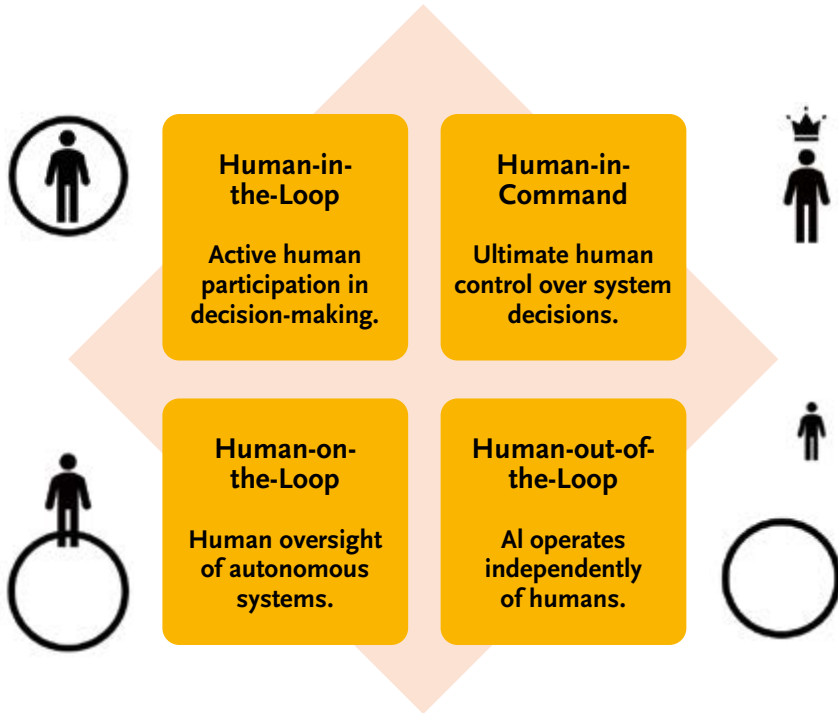 Human-in-
the-Loop
Active human
participation in
decision-making.
Human-in-
Command
Ultimate human
control over system
decisions.
Human-on-
the-Loop
Human oversight
of autonomous
systems.
Human-out-of-
the-Loop
AI operates
independently
of humans.